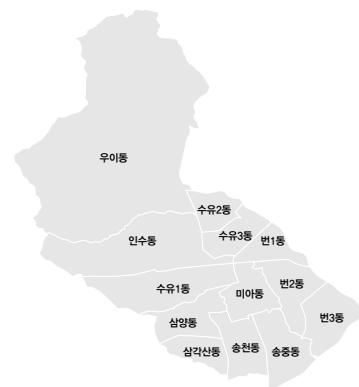 우이동
수유2동
수유3동
번1동
인수동
수유1동
미아동
번2동
번3동
삼양동
삼각산동
송천동
송중동